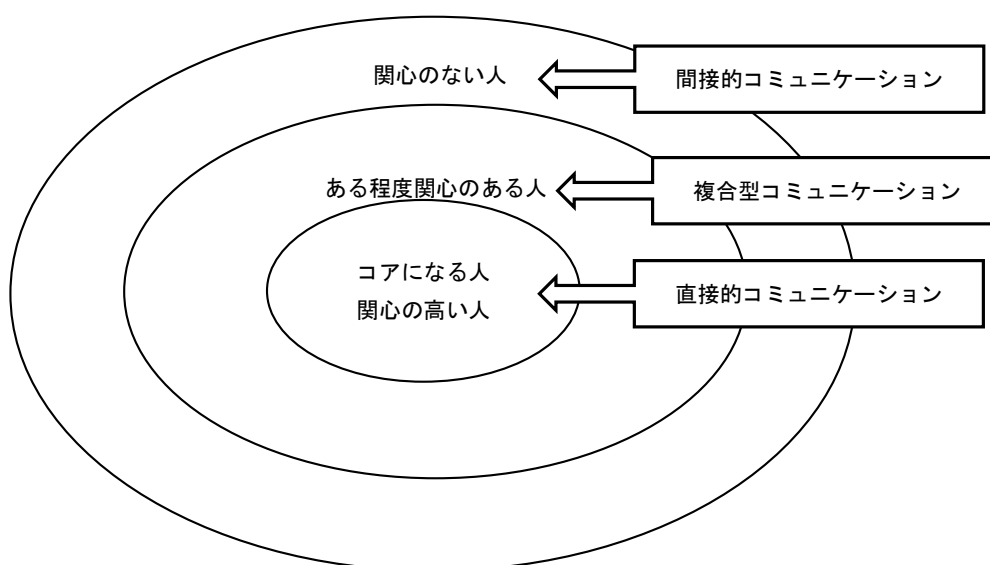 関心のない人
間接的コミュニケーション
ある程度関心のある人
複合型コミュニケーション
コアになる人
関心の高い人
直接的コミュニケーション